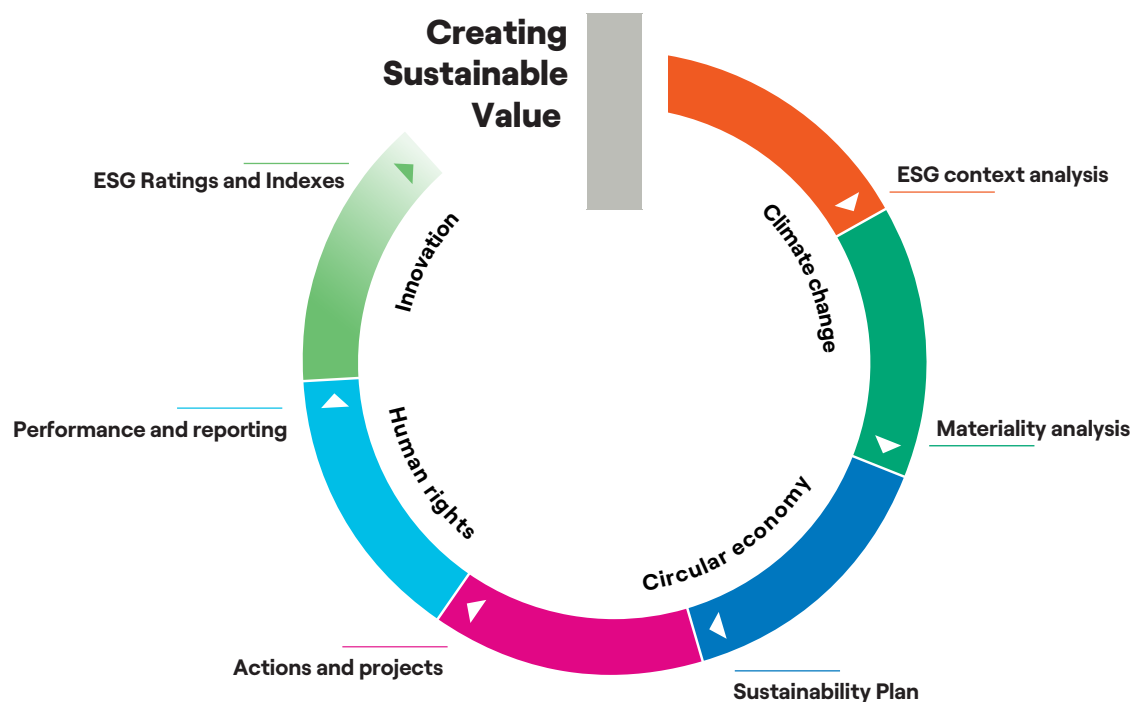 Creating
Sustainable
Value
ESG context analysis
Materiality analysis
Sustainability Plan
Actions and projects
Performance and reporting
ESG Ratings and Indexes
Climate change
Circular economy
Human rights
Innovation